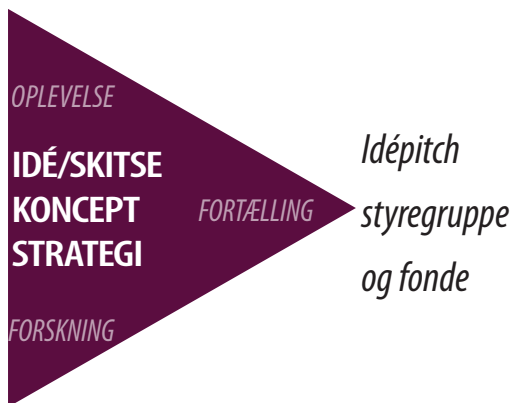 OPLEVELSE
IDÉ/SKITSE
KONCEPT
STRATEGI
FORTÆLLING
FORSKNING
Idépitch
styregruppe
og fonde